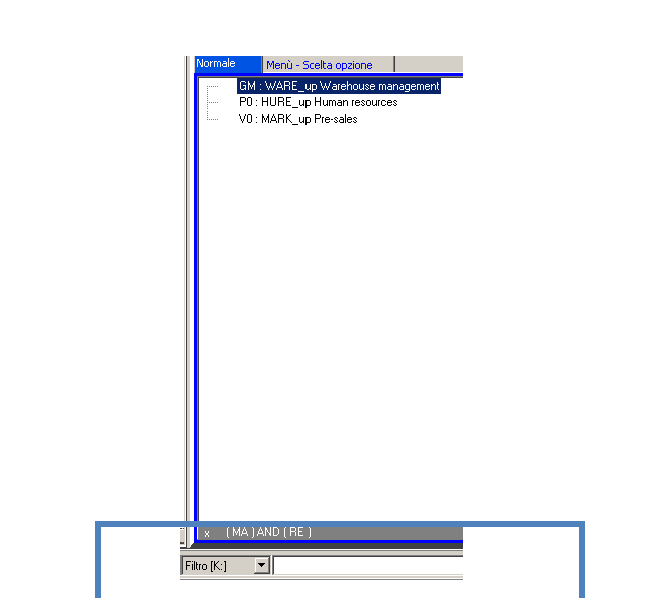 Normale
Menù - Scelta opzione
GM : WARE_up Warehouse management
P0 : HURE_up Human resources
V0 : MARK_up Pre-sales
x ( MA ) AND ( RE )
Filtro [K:]